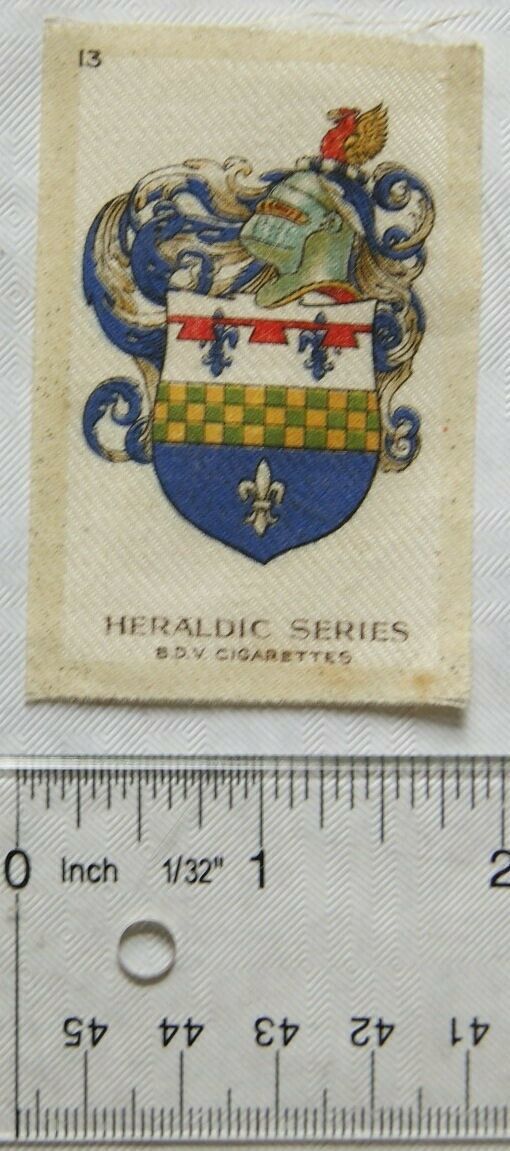 13
HERALDIC SERIES
B.D.V. CIGARETTES
0 Inch 1/32" 1 2
45 44 43 42 41